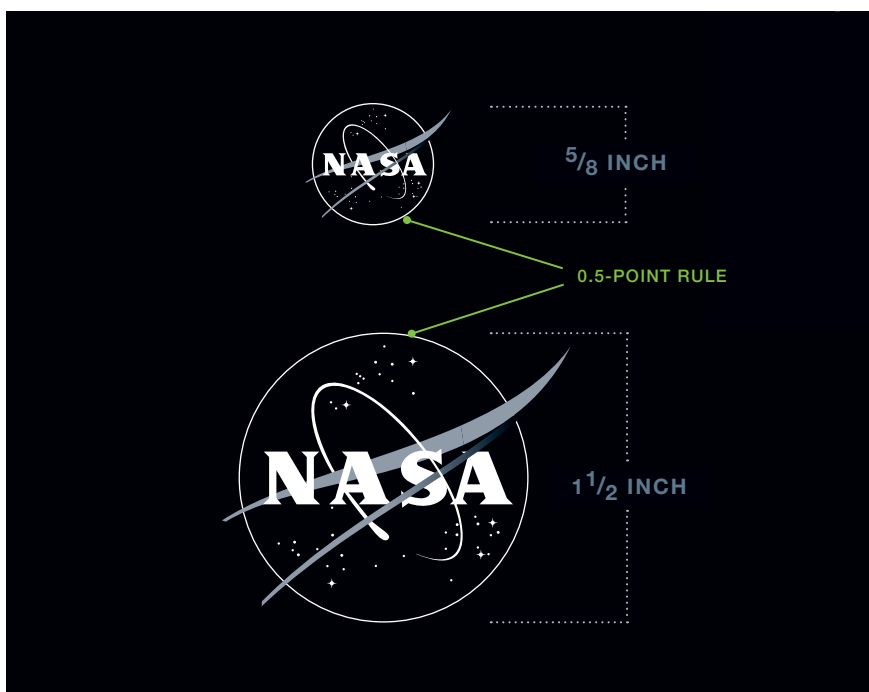 NASA
5/8 INCH
0.5-POINT RULE
NASA
1 1/2 INCH